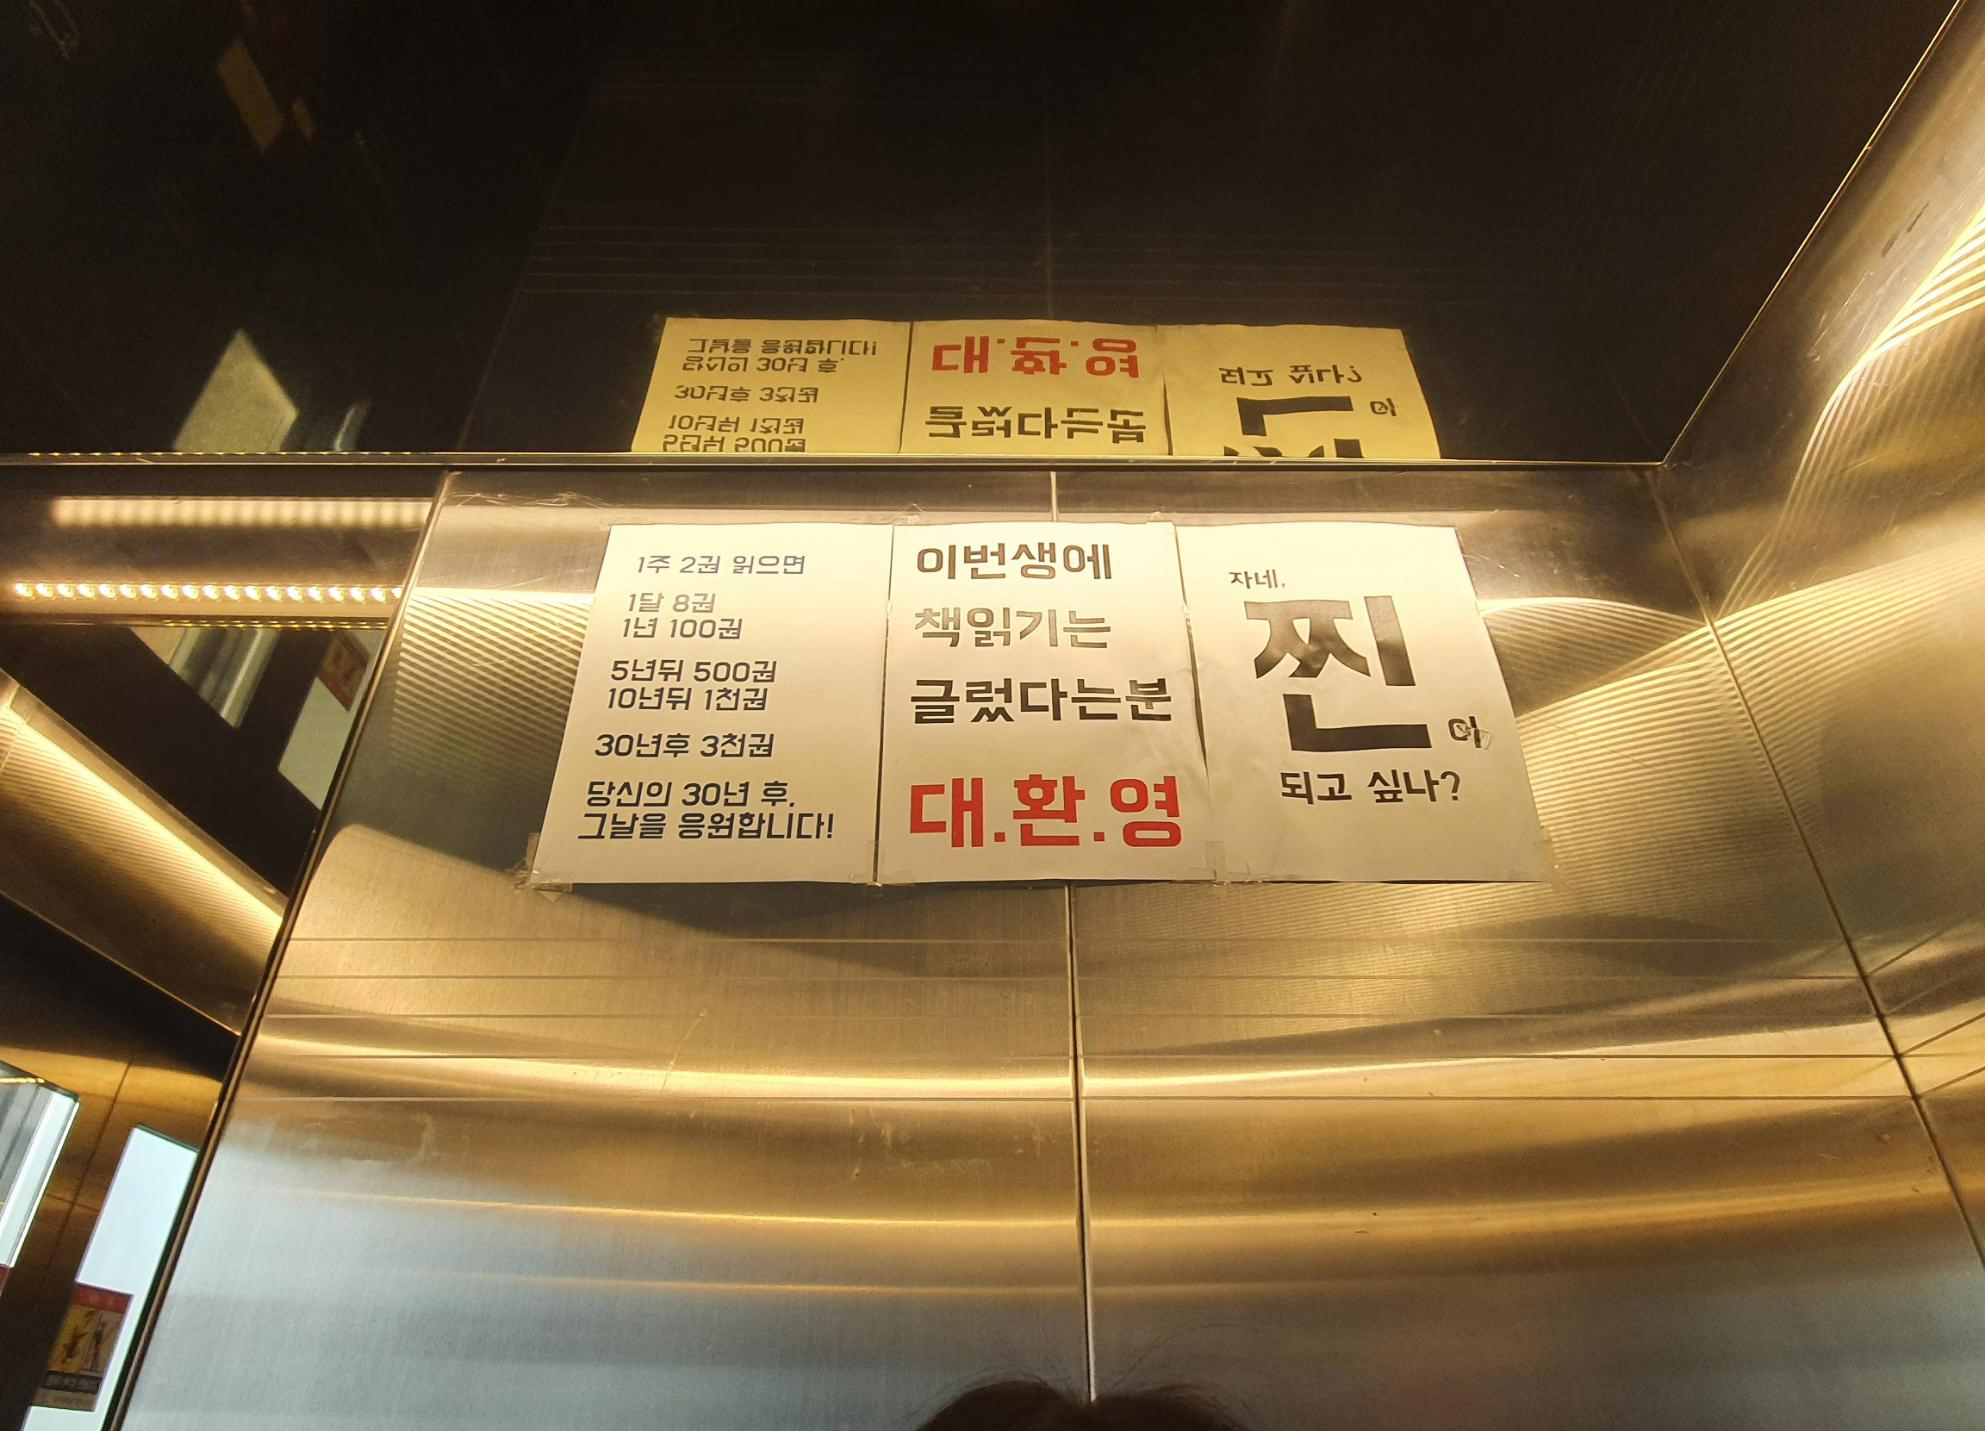 1주 2권 읽으면
1달 8권
1년 100권
5년뒤 500권
10년뒤 1천권
30년후 3천권
당신의 30년 후,
그날을 응원합니다!
이번생에
책읽기는
글렀다는분
대.환.영
자네,
찐이
되고 싶나?